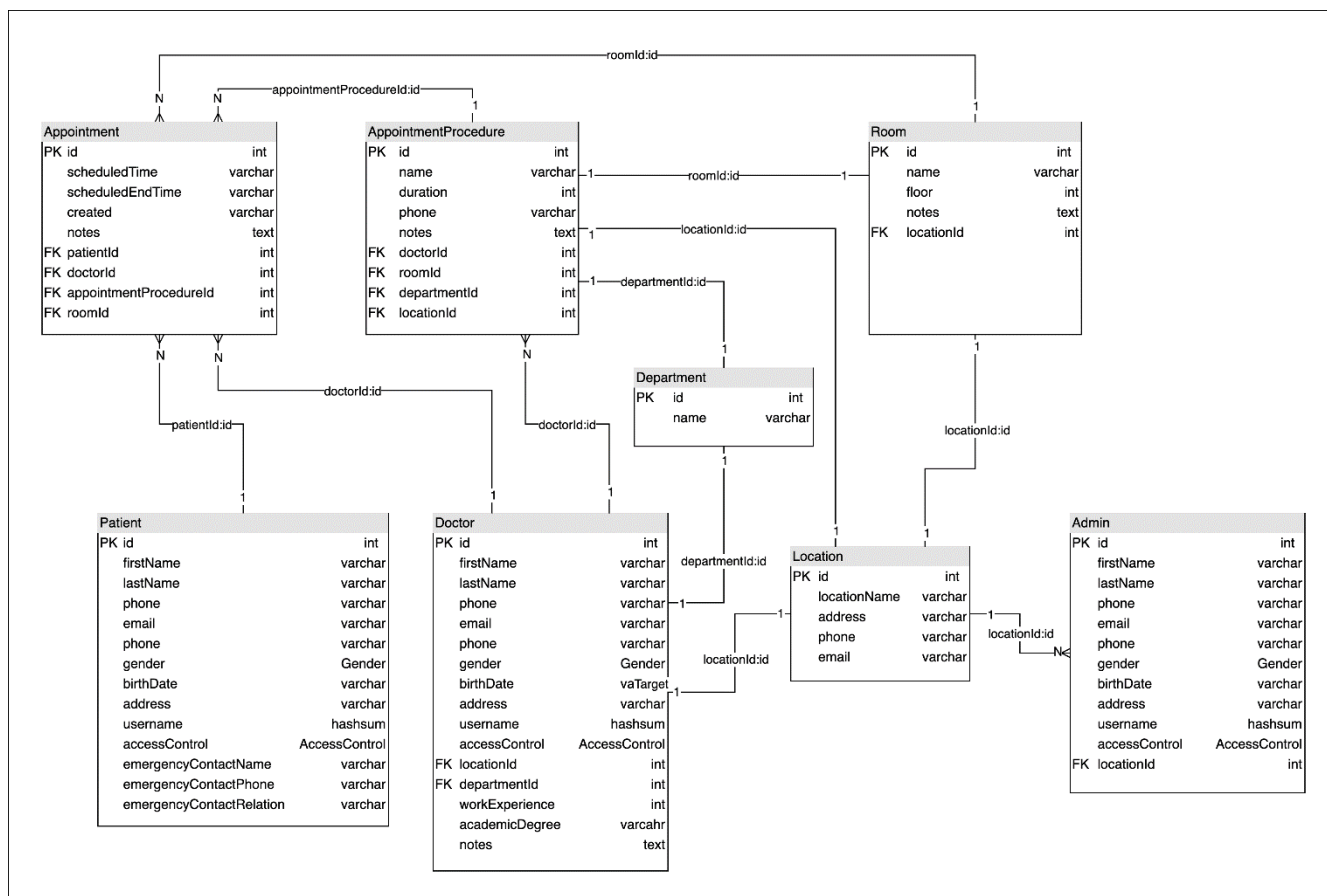 roomId:id
appointmentProcedureId:id
N
N
1
1
Appointment
PK id int
scheduledTime varchar
scheduledEndTime varchar
created varchar
notes text
FK patientId int
FK doctorId int
FK appointmentProcedureId int
FK roomId int
AppointmentProcedure
PK id int
name varchar
duration int
phone varchar
notes text
FK doctorId int
FK roomId int
FK departmentId int
FK locationId int
1 roomId:id 1
1 locationId:id
1 departmentId:id
Room
PK id int
name varchar
floor int
notes text
FK locationId int
N
N
N
1
1
Department
PK id int
name varchar
doctorId:id
patientId:id
doctorId:id
locationId:id
1
1
1
1
1
1
1
Patient
PK id int
firstName varchar
lastName varchar
phone varchar
email varchar
phone varchar
gender Gender
birthDate varchar
address varchar
username hashsum
accessControl AccessControl
emergencyContactName varchar
emergencyContactPhone varchar
emergencyContactRelation varchar
Doctor
PK id int
firstName varchar
lastName varchar
phone varchar
email varchar
phone varchar
gender Gender
birthDate vaTarget
address varchar
username hashsum
accessControl AccessControl
FK locationId int
FK departmentId int
workExperience int
academicDegree varcahr
notes text
departmentId:id
1
1
locationId:id
1
Location
PK id int
locationName varchar
address varchar
phone varchar
email varchar
1
locationId:id
N
Admin
PK id int
firstName varchar
lastName varchar
phone varchar
email varchar
phone varchar
gender Gender
birthDate varchar
address varchar
username hashsum
accessControl AccessControl
FK locationId int